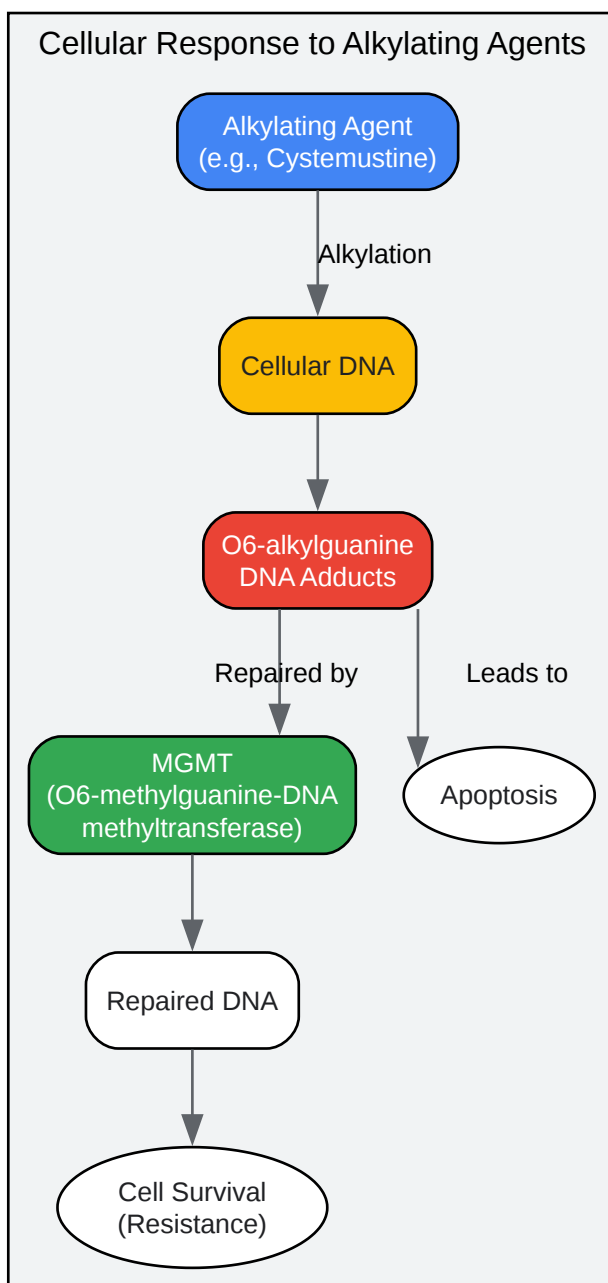 Cellular Response to Alkylating Agents
Alkylating Agent
(e.g., Cystemustine)
Alkylation
Cellular DNA
O6-alkylguanine
DNA Adducts
Repaired by
Leads to
MGMT
(O6-methylguanine-DNA
methyltransferase)
Apoptosis
Repaired DNA
Cell Survival
(Resistance)